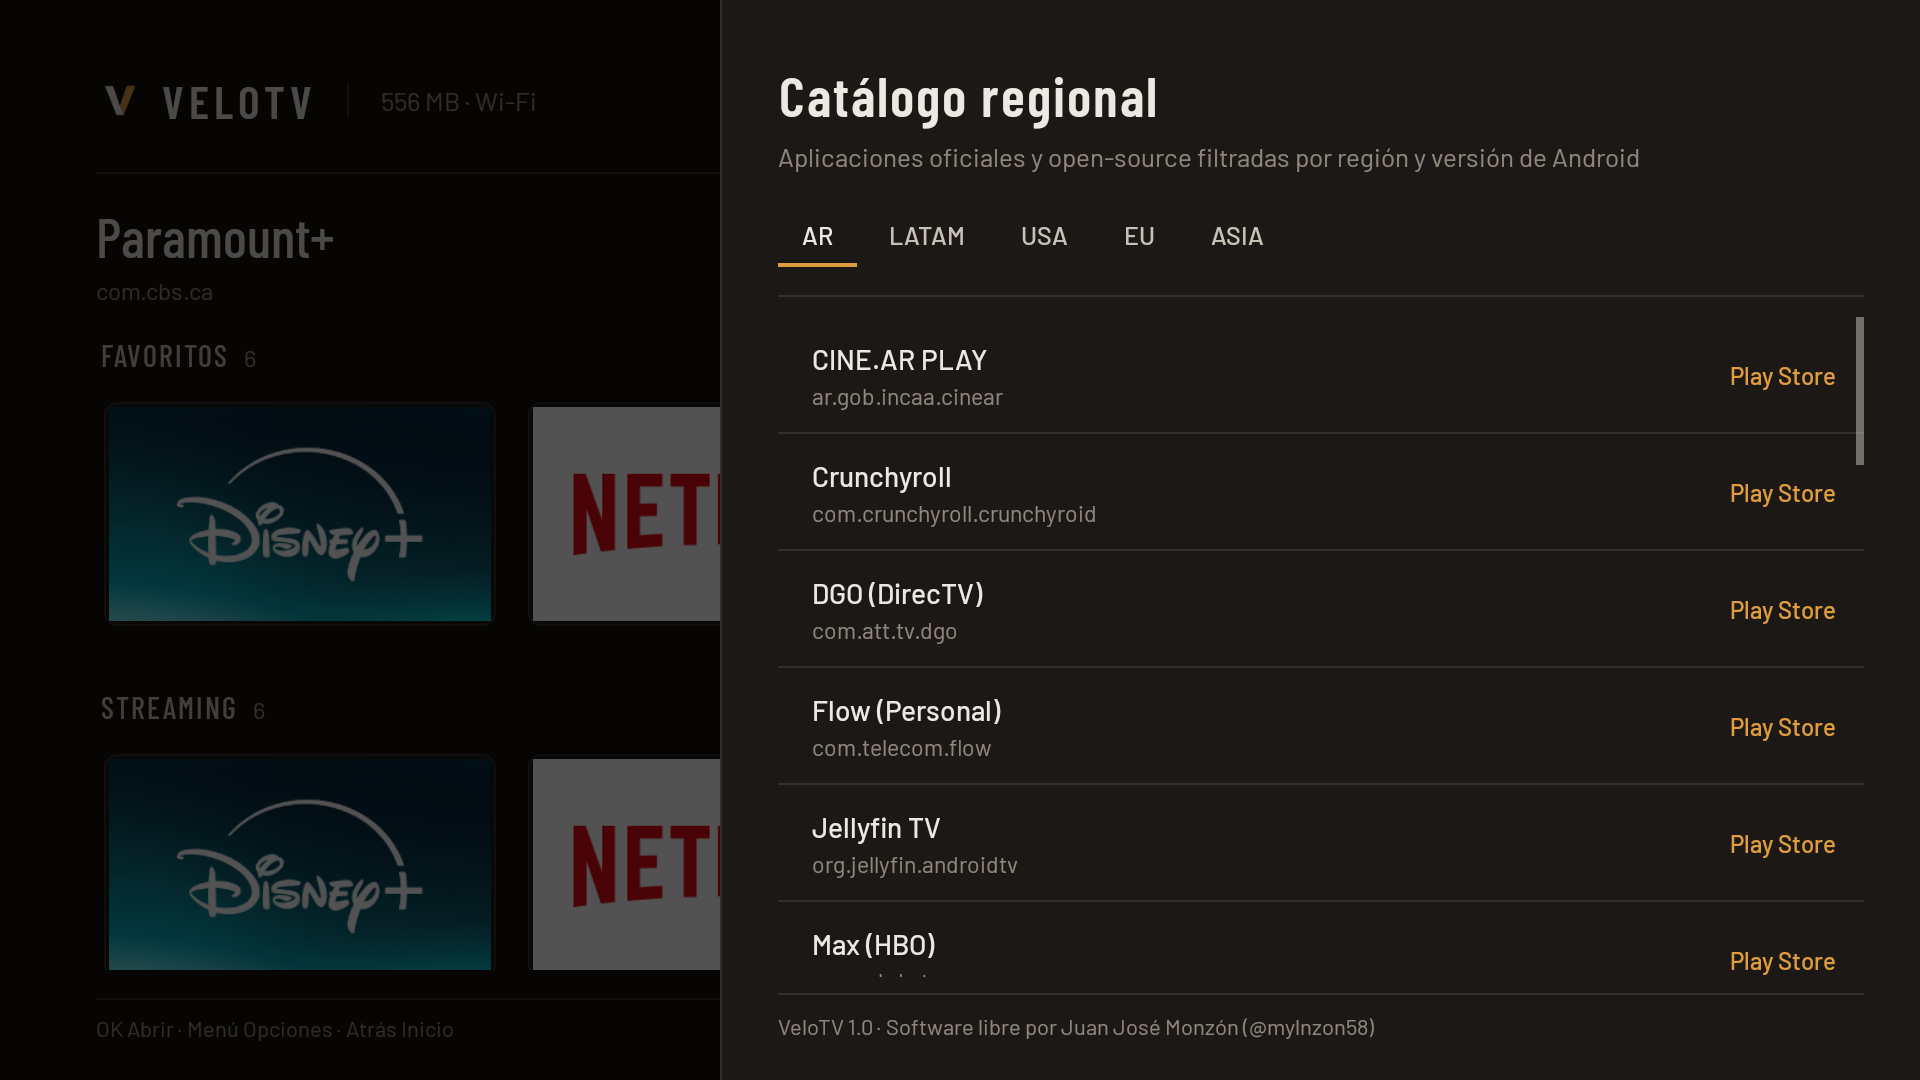 VELOTV
556 MB · Wi-Fi
Paramount+
com.cbs.ca
FAVORITOS 6
Disney+
NET
STREAMING 6
Disney+
NET
OK Abrir · Menú Opciones · Atrás Inicio
Catálogo regional
Aplicaciones oficiales y open-source filtradas por región y versión de Android
AR LATAM USA EU ASIA
CINE.AR PLAY
ar.gob.incaa.cinear
Play Store
Crunchyroll
com.crunchyroll.crunchyroid
Play Store
DGO (DirecTV)
com.att.tv.dgo
Play Store
Flow (Personal)
com.telecom.flow
Play Store
Jellyfin TV
org.jellyfin.androidtv
Play Store
Max (HBO)
Play Store
VeloTV 1.0 · Software libre por Juan José Monzón (@mylnzon58)